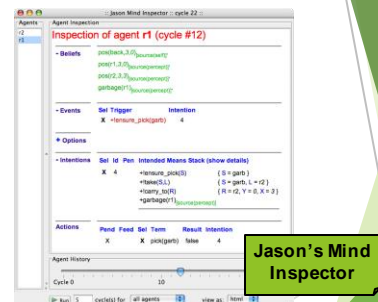 :: Jason Mind Inspector :: cycle 22 ::
Agents
Agent Inspection
r2
r1
Inspection of agent r1 (cycle #12)
- Beliefs
pos(back,3,0)[source(self)]·
pos(r1,3,0)[source(percept)]·
pos(r2,3,3)[source(percept)]·
garbage(r1)[source(percept)]·
- Events
Sel Trigger Intention
X +!ensure_pick(garb) 4
+ Options
- Intentions
Sel Id Pen Intended Means Stack (show details)
X 4 +!ensure_pick(S) { S = garb }
+!take(S,L) { S = garb, L = r2 }
+!carry_to(R) { R = r2, Y = 0, X = 3 }
+garbage(r1)[source(percept)]
Actions
Pend Feed Sel Term Result Intention
X X pick(garb) false 4
Agent History
Cycle 0 10
Run 5 cycle(s) for all agents view as: html
Jason's Mind
Inspector